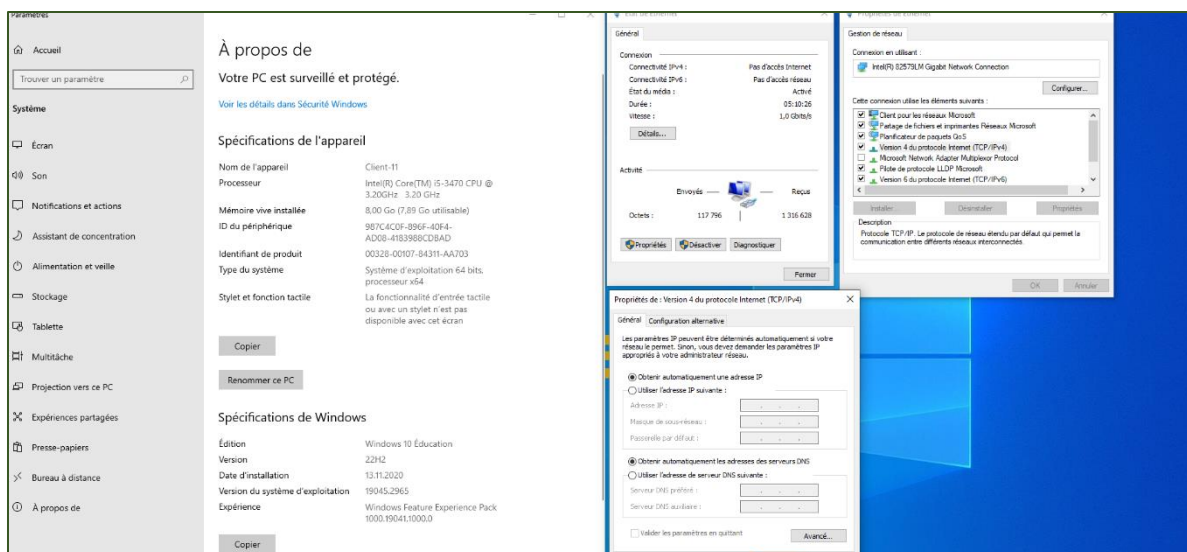 Paramètres
Accueil
Trouver un paramètre
Système
Écran
Son
Notifications et actions
Assistant de concentration
Alimentation et veille
Stockage
Tablette
Multitâche
Projection vers ce PC
Expériences partagées
Presse-papiers
Bureau à distance
À propos de
À propos de
Votre PC est surveillé et protégé.
Voir les détails dans Sécurité Windows
Spécifications de l'appareil
Nom de l'appareil Client-11
Processeur Intel(R) Core(TM) i5-3470 CPU @
3.20GHz 3.20 GHz
Mémoire vive installée 8,00 Go (7,89 Go utilisable)
ID du périphérique 987C4C0F-896F-40F4-
AD08-4183988CDBAD
Identifiant de produit 00328-00107-84311-AA703
Type du système Système d'exploitation 64 bits,
processeur x64
Stylet et fonction tactile La fonctionnalité d'entrée tactile
ou avec un stylet n'est pas
disponible avec cet écran
Copier
Renommer ce PC
Spécifications de Windows
Édition Windows 10 Éducation
Version 22H2
Date d'installation 13.11.2020
Version du système d'exploitation 19045.2965
Expérience Windows Feature Experience Pack
1000.19041.1000.0
Copier
Général
Connexion
Connectivité IPv4 : Pas d'accès Internet
Connectivité IPv6 : Pas d'accès réseau
État du média : Activé
Durée : 05:10:26
Vitesse : 1,0 Gbits/s
Détails...
Activité
Envoyés Reçus
Octets : 117 796 1 316 628
Propriétés Désactiver Diagnostiquer
Fermer
Propriétés de Ethernet
Gestion de réseau
Connexion en utilisant :
Intel(R) 82579LM Gigabit Network Connection
Configurer...
Cette connexion utilise les éléments suivants :
Client pour les réseaux Microsoft
Partage de fichiers et imprimantes Réseaux Microsoft
Planificateur de paquets QoS
Version 4 du protocole Internet (TCP/IPv4)
Microsoft Network Adapter Multiplexor Protocol
Pilote de protocole LLDP Microsoft
Version 6 du protocole Internet (TCP/IPv6)
Installer... Désinstaller Propriétés
Description
Protocole TCP/IP. Le protocole de réseau étendu par défaut qui permet la
communication entre différents réseaux interconnectés.
OK Annuler
Propriétés de : Version 4 du protocole Internet (TCP/IPv4)
Général Configuration alternative
Les paramètres IP peuvent être déterminés automatiquement si votre
réseau le permet. Sinon, vous devez demander les paramètres IP
appropriés à votre administrateur réseau.
Obtenir automatiquement une adresse IP
Utiliser l'adresse IP suivante :
Adresse IP :
Masque de sous-réseau :
Passerelle par défaut :
Obtenir automatiquement les adresses des serveurs DNS
Utiliser l'adresse de serveur DNS suivante :
Serveur DNS préféré :
Serveur DNS auxiliaire :
Valider les paramètres en quittant
Avancé...